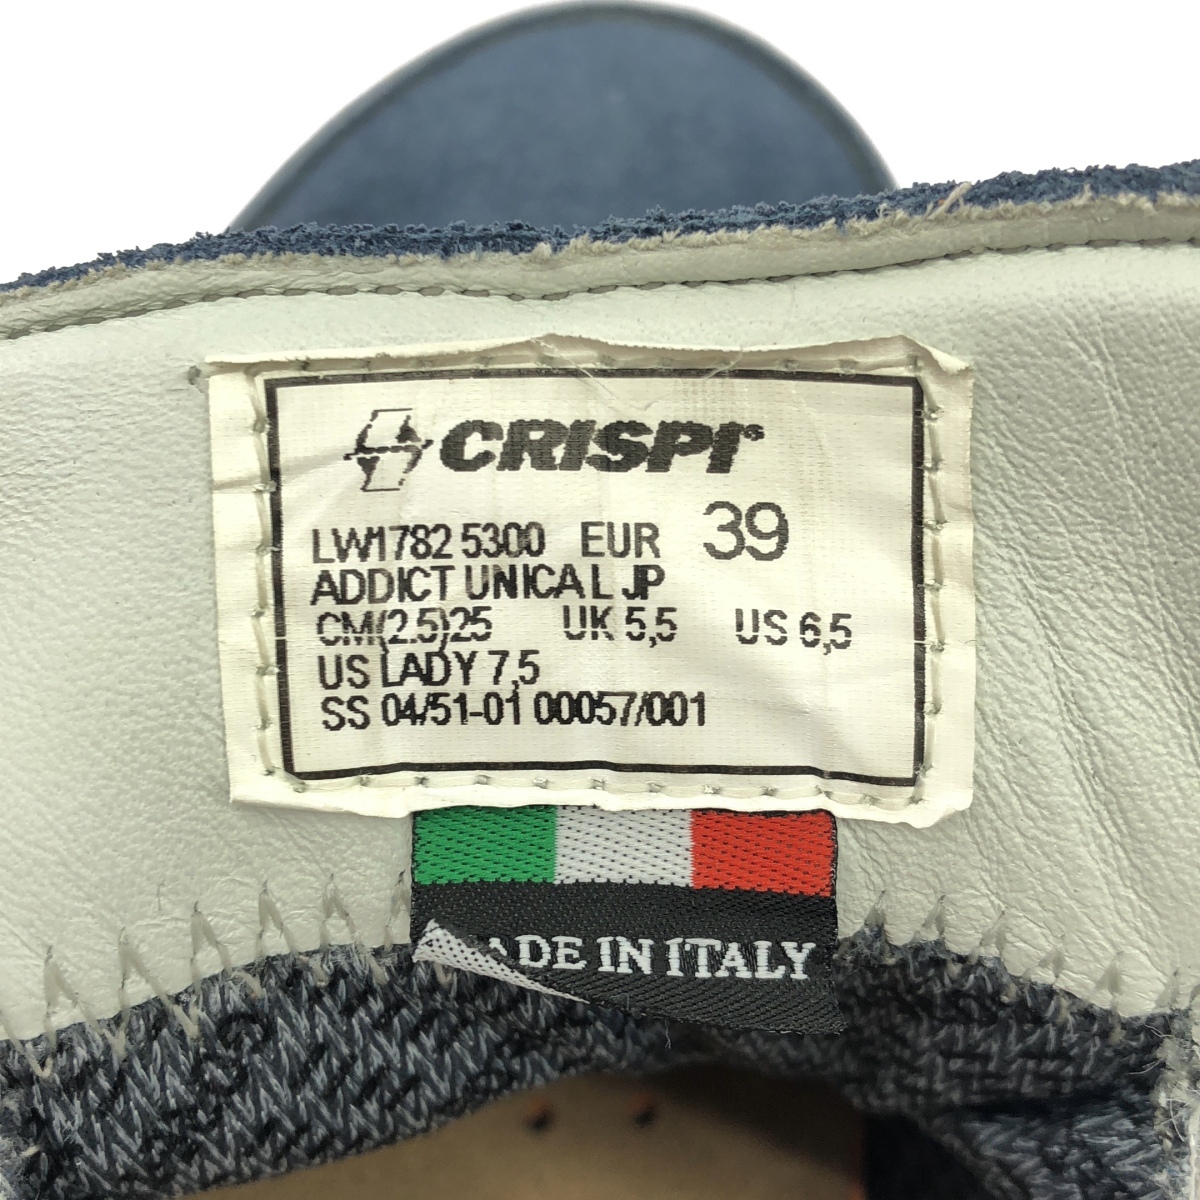 CRISPI®
LW1782 5300 EUR 39
ADDICT UNICAL JP
CM(2.5)25 UK 5,5 US 6,5
US LADY 7,5
SS 04/51-01 00057/001
ADE IN ITALY